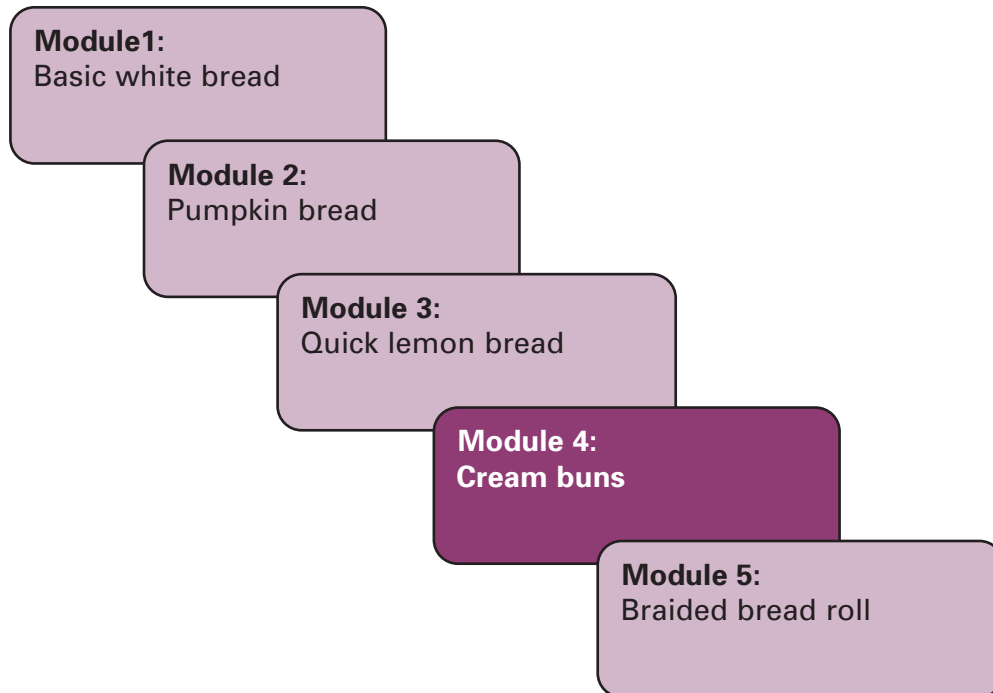 Module1:
Basic white bread
Module 2:
Pumpkin bread
Module 3:
Quick lemon bread
Module 4:
Cream buns
Module 5:
Braided bread roll